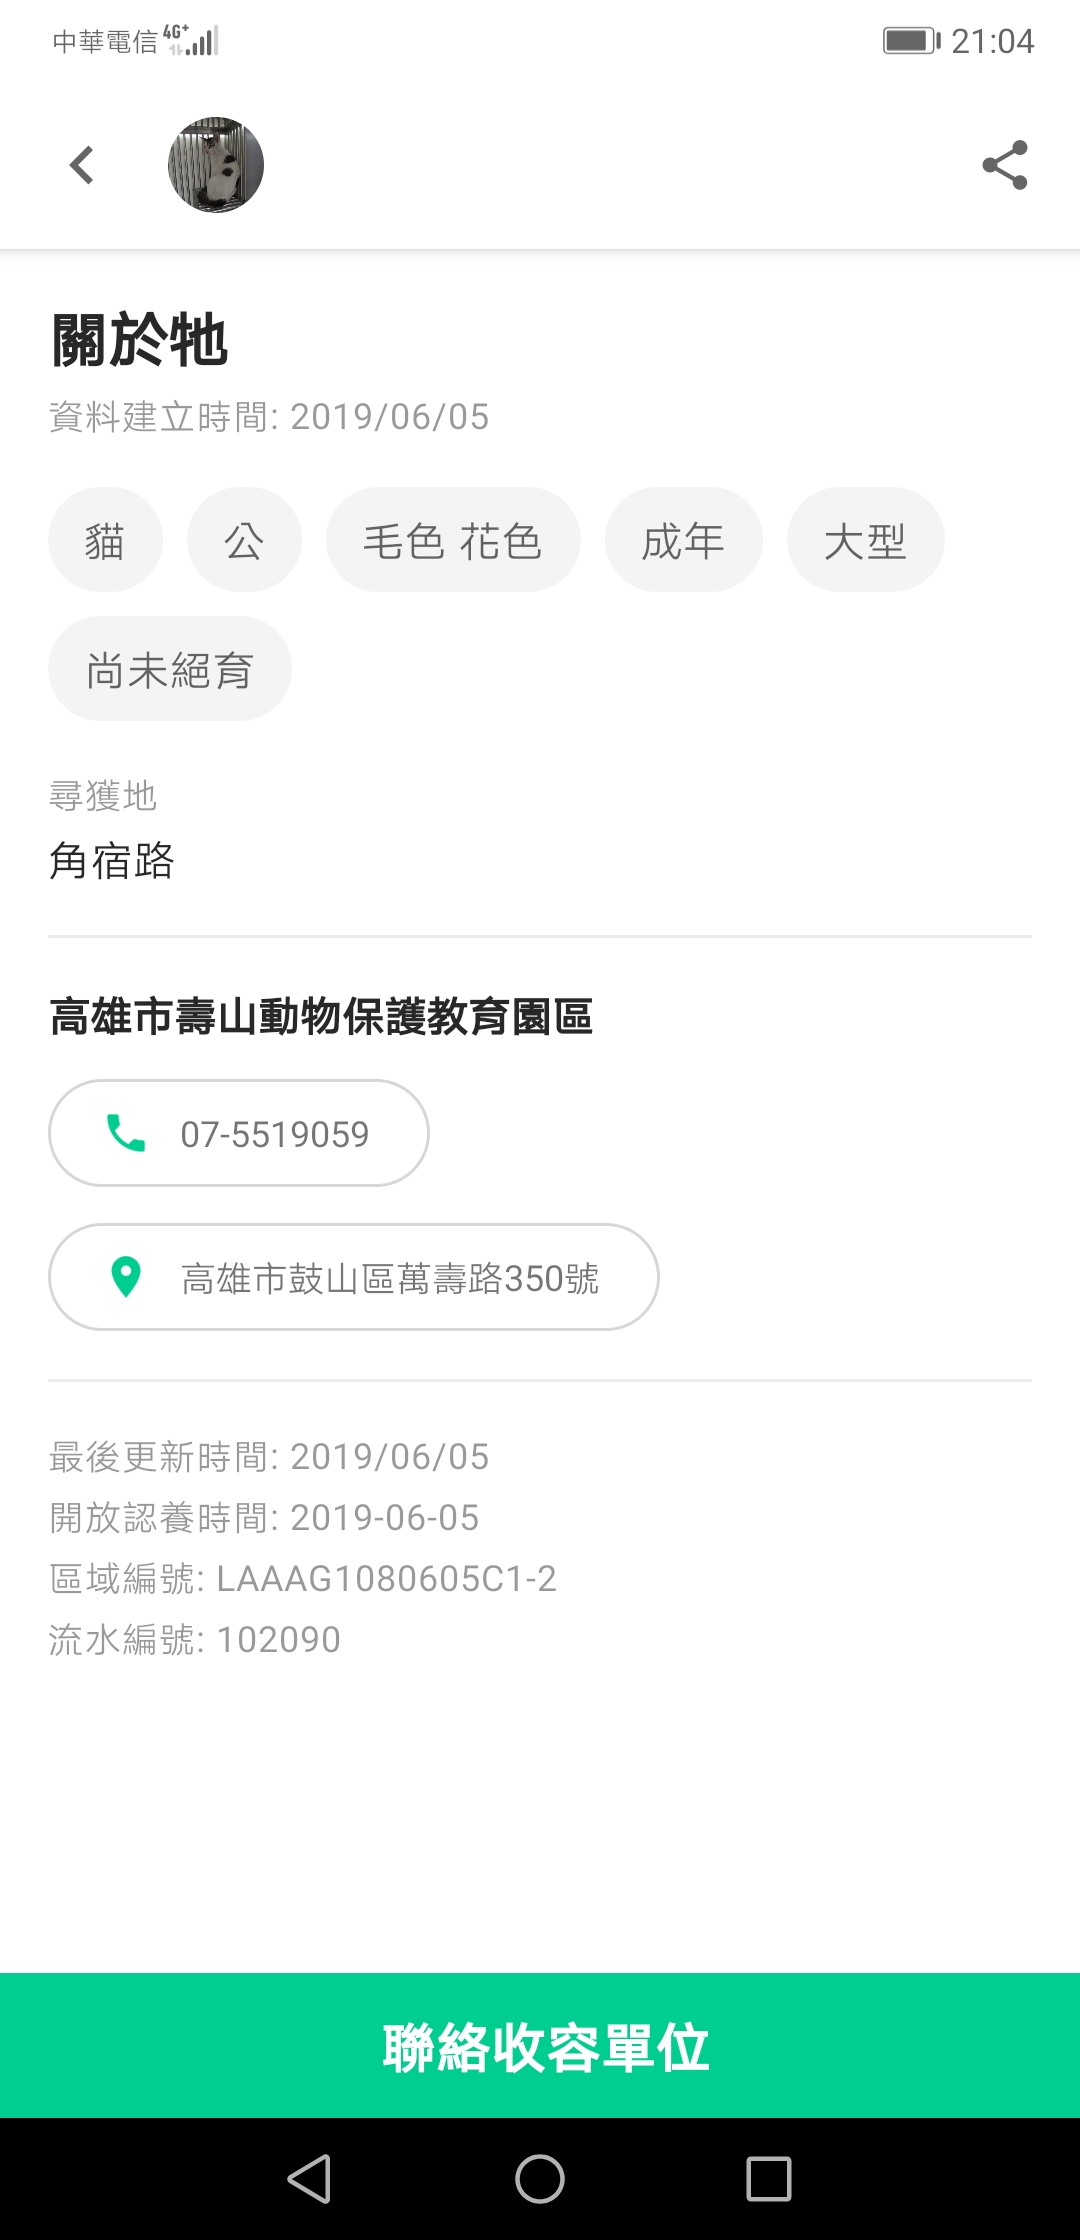 中華電信 4G+ 21:04
關於牠
資料建立時間: 2019/06/05
貓 公 毛色 花色 成年 大型
尚未絕育
尋獲地
角宿路
高雄市壽山動物保護教育園區
07-5519059
高雄市鼓山區萬壽路350號
最後更新時間: 2019/06/05
開放認養時間: 2019-06-05
區域編號: LAAAG1080605C1-2
流水編號: 102090
聯絡收容單位